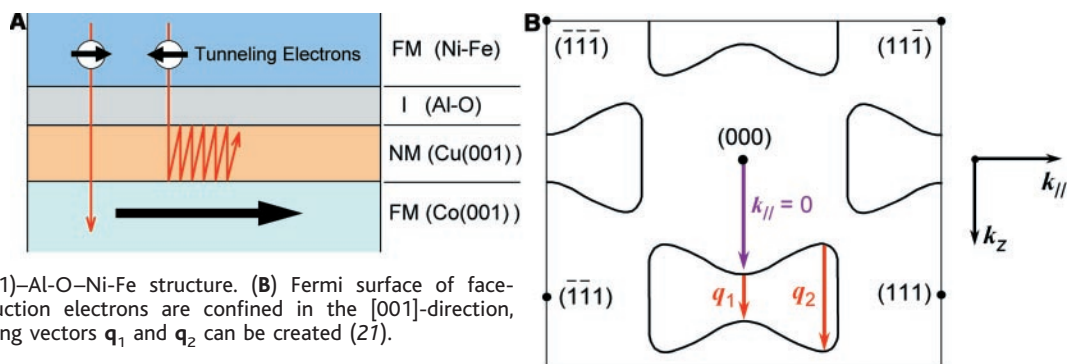 A
FM (Ni-Fe)
Tunneling Electrons
I (Al-O)
NM (Cu(001))
FM (Co(001))
1)–Al-O–Ni-Fe structure. (B) Fermi surface of face-
uction electrons are confined in the [001]-direction,
ng vectors q₁ and q₂ can be created (21).
B
(1̄1̄1̄)
(111̄)
(000)
k// = 0
k//
kz
(1̄1̄1)
q₁
q₂
(111)